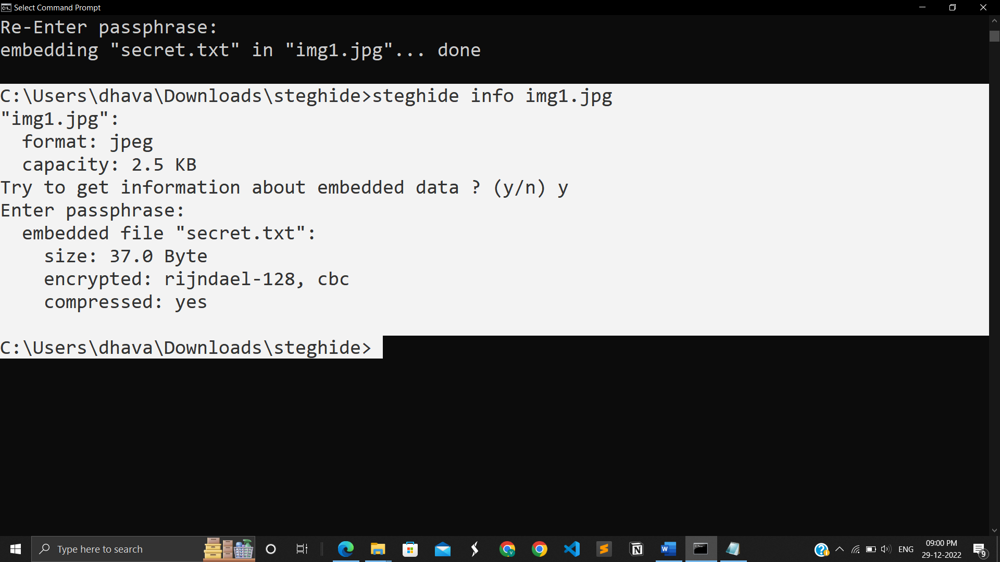 Select Command Prompt
Re-Enter passphrase:
embedding "secret.txt" in "img1.jpg"... done
C:\Users\dhava\Downloads\steghide>steghide info img1.jpg
"img1.jpg":
  format: jpeg
  capacity: 2.5 KB
Try to get information about embedded data ? (y/n) y
Enter passphrase:
  embedded file "secret.txt":
    size: 37.0 Byte
    encrypted: rijndael-128, cbc
    compressed: yes
C:\Users\dhava\Downloads\steghide>
Type here to search
ENG
09:00 PM
29-12-2022
9